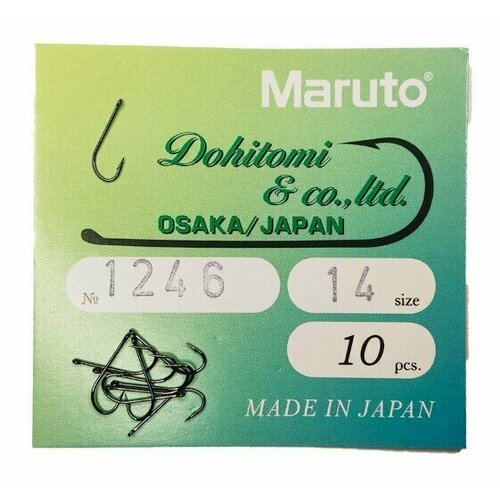 Maruto®
Dohitomi
& co.,ltd.
OSAKA/JAPAN
№ 1246
14 size
10 pcs.
MADE IN JAPAN